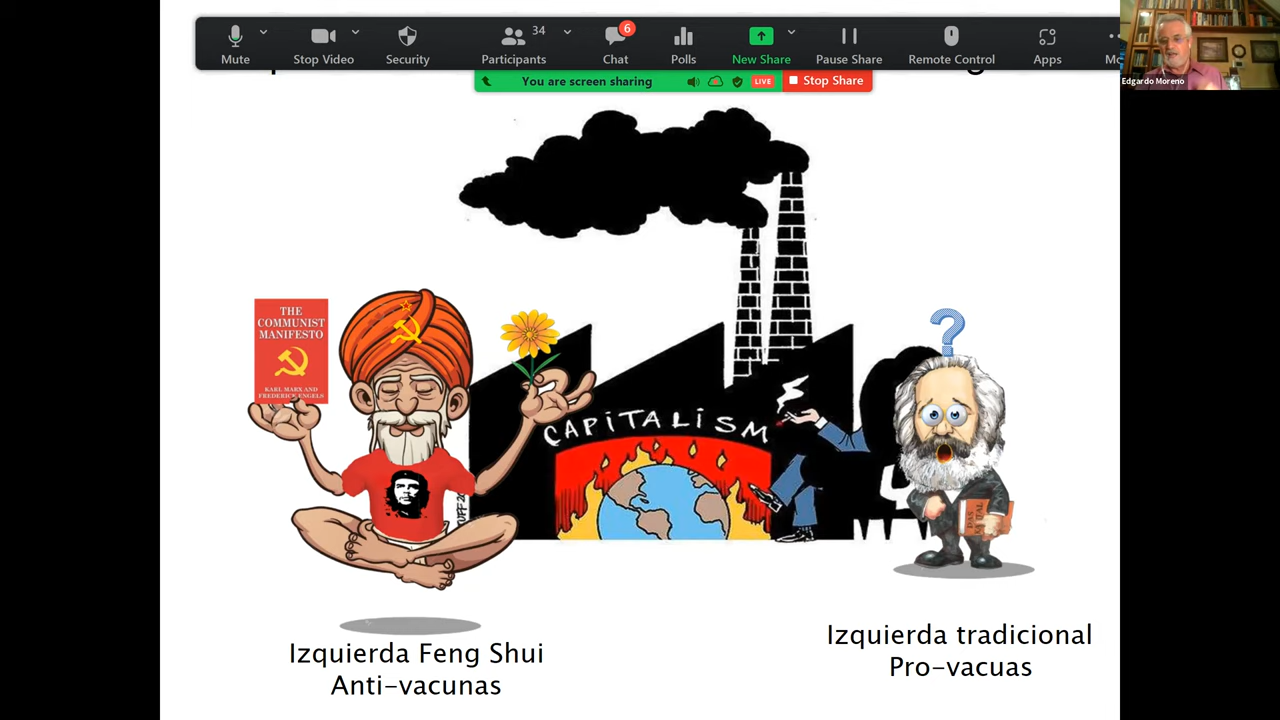 Mute
Stop Video
Security
34
Participants
6
Chat
Polls
New Share
Pause Share
Remote Control
Apps
You are screen sharing
LIVE
Stop Share
Edgardo Moreno
THE
COMMUNIST
MANIFESTO
KARL MARX AND
FREDERICK ENGELS
CAPITALISM
DAS
Izquierda Feng Shui
Anti-vacunas
Izquierda tradicional
Pro-vacuas